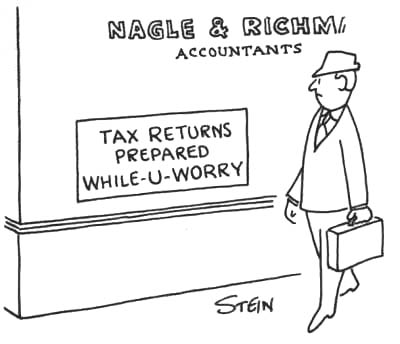 NAGLE & RICHM
ACCOUNTANTS
TAX RETURNS
PREPARED
WHILE-U-WORRY
STEIN